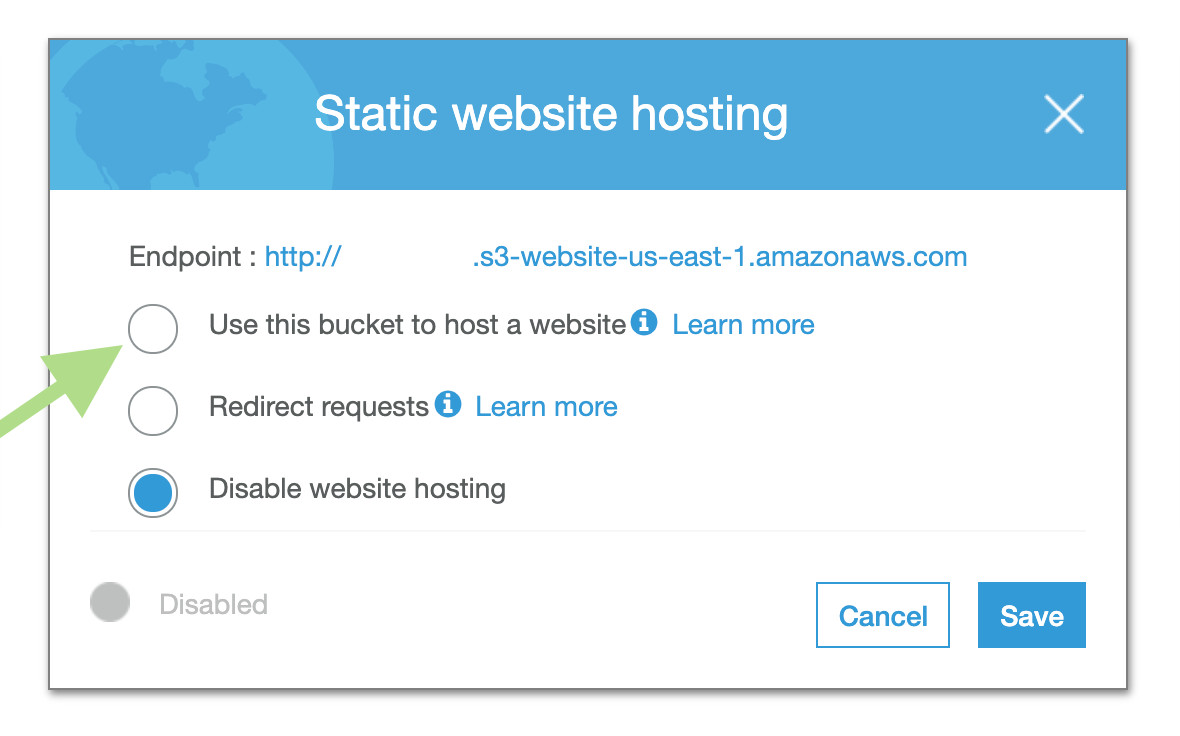 Static website hosting
Endpoint : http:// .s3-website-us-east-1.amazonaws.com
Use this bucket to host a website Learn more
Redirect requests Learn more
Disable website hosting
Disabled
Cancel Save